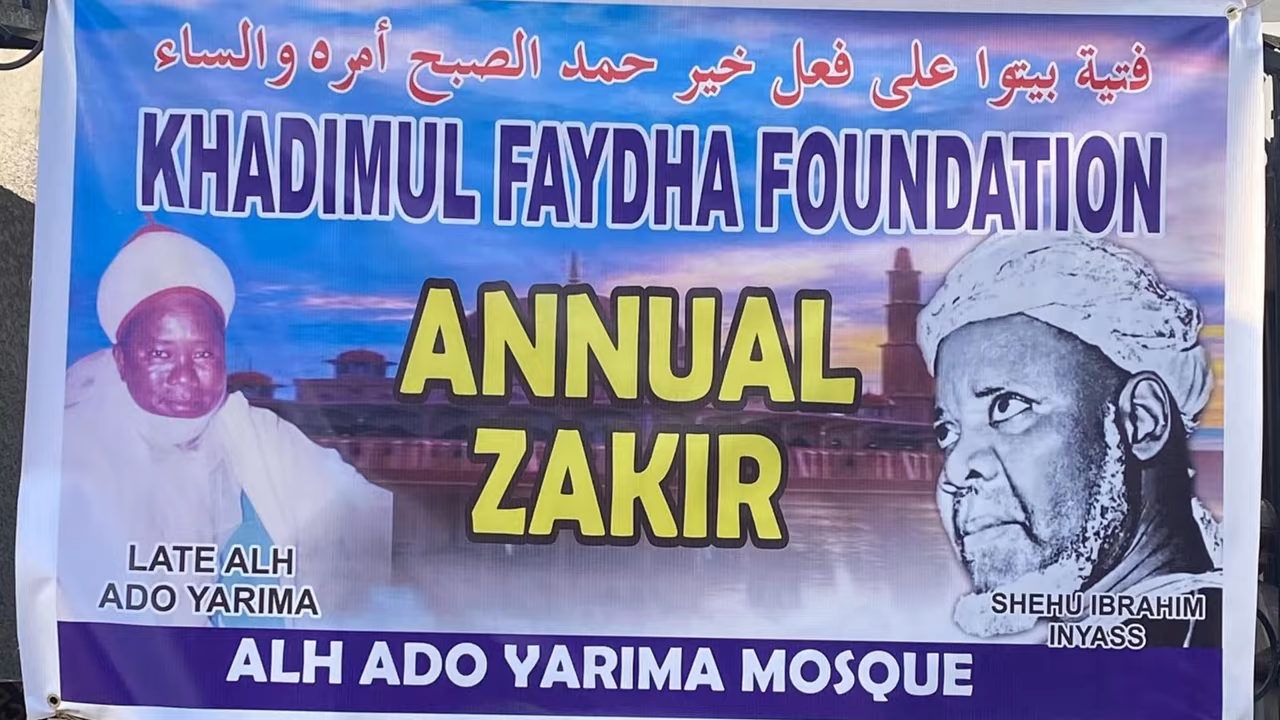 فتية بيتوا على فعل خير حمد الصبح أمره والساء
KHADIMUL FAYDHA FOUNDATION
ANNUAL
ZAKIR
LATE ALH
ADO YARIMA
SHEHU IBRAHIM
INYASS
ALH ADO YARIMA MOSQUE